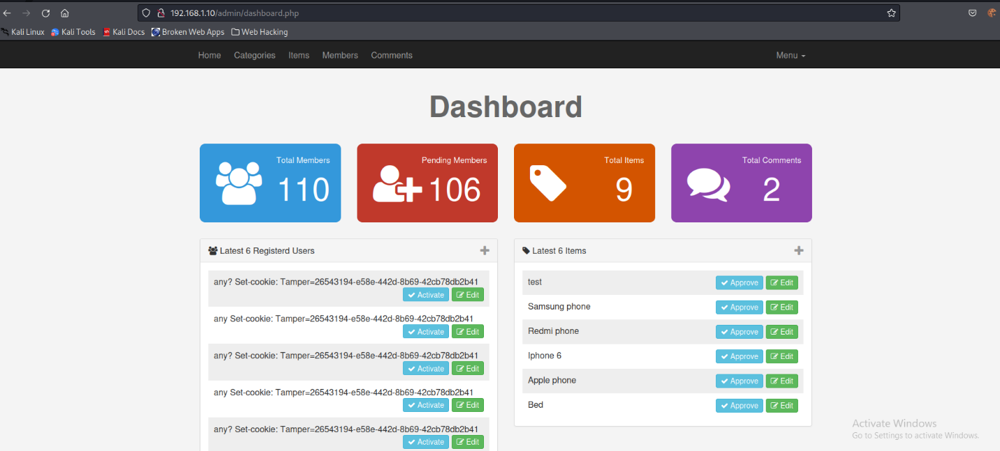 192.168.1.10/admin/dashboard.php
Kali Linux Kali Tools Kali Docs Broken Web Apps Web Hacking
Home Categories Items Members Comments Menu
Dashboard
Total Members
110
Pending Members
106
Total Items
9
Total Comments
2
Latest 6 Registerd Users
any? Set-cookie: Tamper=26543194-e58e-442d-8b69-42cb78db2b41
Activate Edit
any Set-cookie: Tamper=26543194-e58e-442d-8b69-42cb78db2b41
Activate Edit
any? Set-cookie: Tamper=26543194-e58e-442d-8b69-42cb78db2b41
Activate Edit
any Set-cookie: Tamper=26543194-e58e-442d-8b69-42cb78db2b41
Activate Edit
any? Set-cookie: Tamper=26543194-e58e-442d-8b69-42cb78db2b41
Activate Edit
Latest 6 Items
test Approve Edit
Samsung phone Approve Edit
Redmi phone Approve Edit
Iphone 6 Approve Edit
Apple phone Approve Edit
Bed Approve Edit
Activate Windows
Go to Settings to activate Windows.